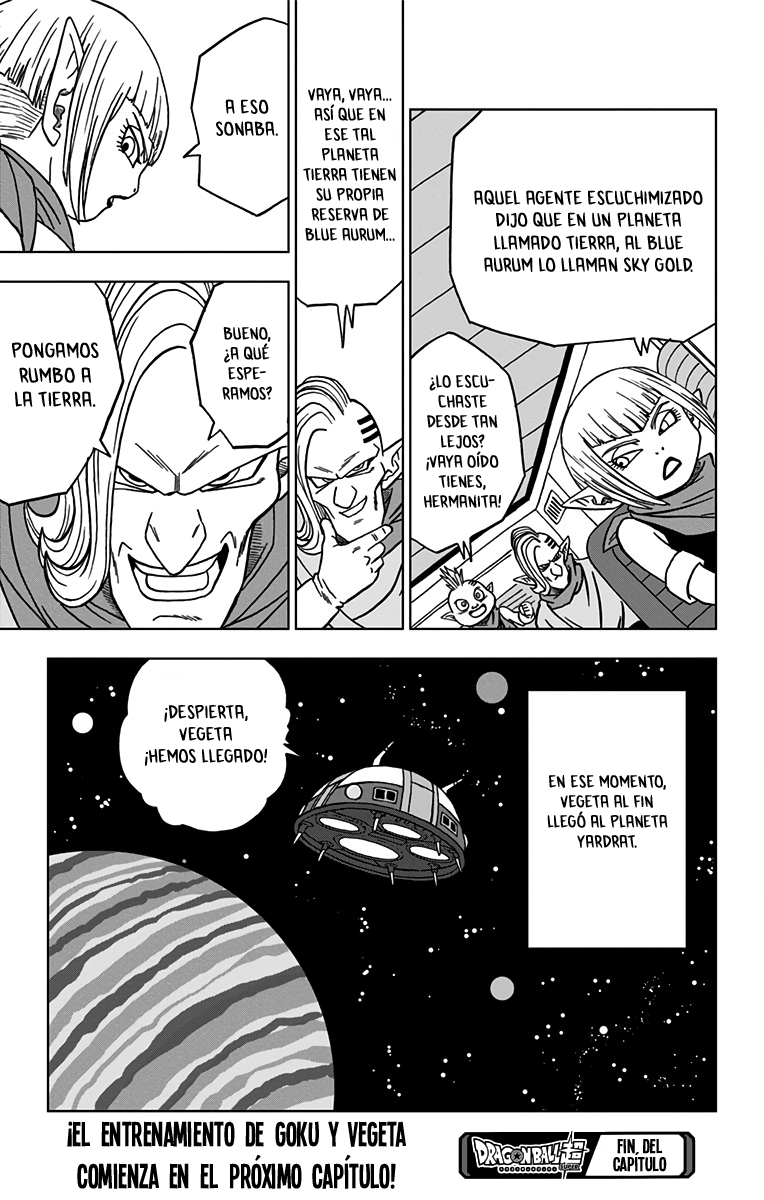 AQUEL AGENTE ESCUCHIMIZADO
DIJO QUE EN UN PLANETA
LLAMADO TIERRA, AL BLUE
AURUM LO LLAMAN SKY GOLD.
¿LO ESCU-
CHASTE
DESDE TAN
LEJOS?
¡VAYA OÍDO
TIENES,
HERMANITA!
VAYA, VAYA...
ASÍ QUE EN
ESE TAL
PLANETA
TIERRA TIENEN
SU PROPIA
RESERVA DE
BLUE AURUM...
A ESO
SONABA.
BUENO,
¿A QUÉ
ESPE-
RAMOS?
PONGAMOS
RUMBO A
LA TIERRA.
EN ESE MOMENTO,
VEGETA AL FIN
LLEGÓ AL PLANETA
YARDRAT.
¡DESPIERTA,
VEGETA
¡HEMOS LLEGADO!
¡EL ENTRENAMIENTO DE GOKU Y VEGETA
COMIENZA EN EL PRÓXIMO CAPÍTULO!
DRAGON BALL 超
SUPER
FIN DEL
CAPÍTULO